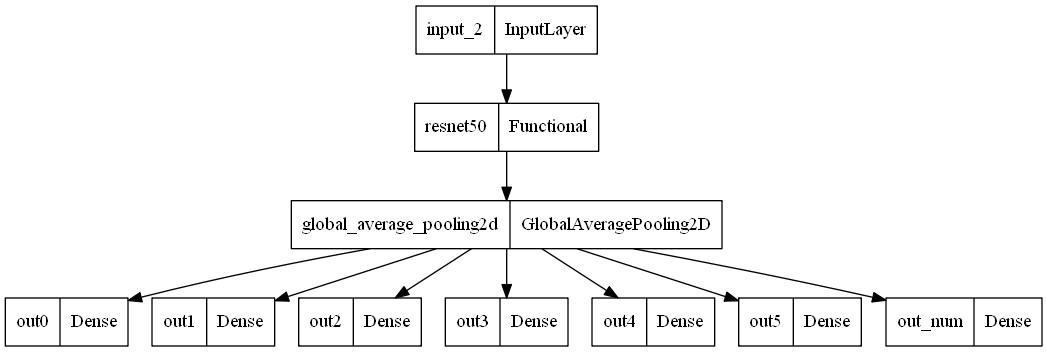 input_2 InputLayer
resnet50 Functional
global_average_pooling2d GlobalAveragePooling2D
out0 Dense out1 Dense out2 Dense out3 Dense out4 Dense out5 Dense out_num Dense